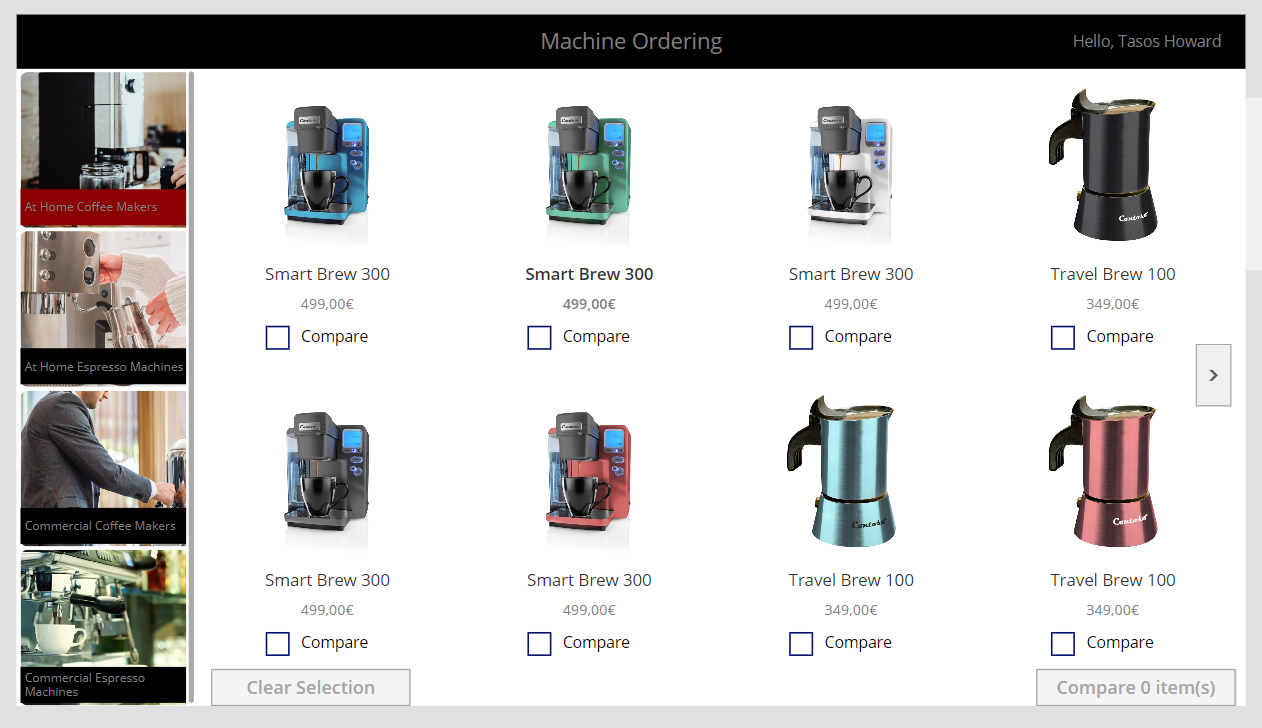 Machine Ordering
Hello, Tasos Howard
At Home Coffee Makers
At Home Espresso Machines
Commercial Coffee Makers
Commercial Espresso
Machines
Smart Brew 300
499,00€
Compare
Smart Brew 300
499,00€
Compare
Smart Brew 300
499,00€
Compare
Contoso
Travel Brew 100
349,00€
Compare
Smart Brew 300
499,00€
Compare
Smart Brew 300
499,00€
Compare
Contoso
Travel Brew 100
349,00€
Compare
Contoso
Travel Brew 100
349,00€
Compare
Clear Selection
Compare 0 item(s)